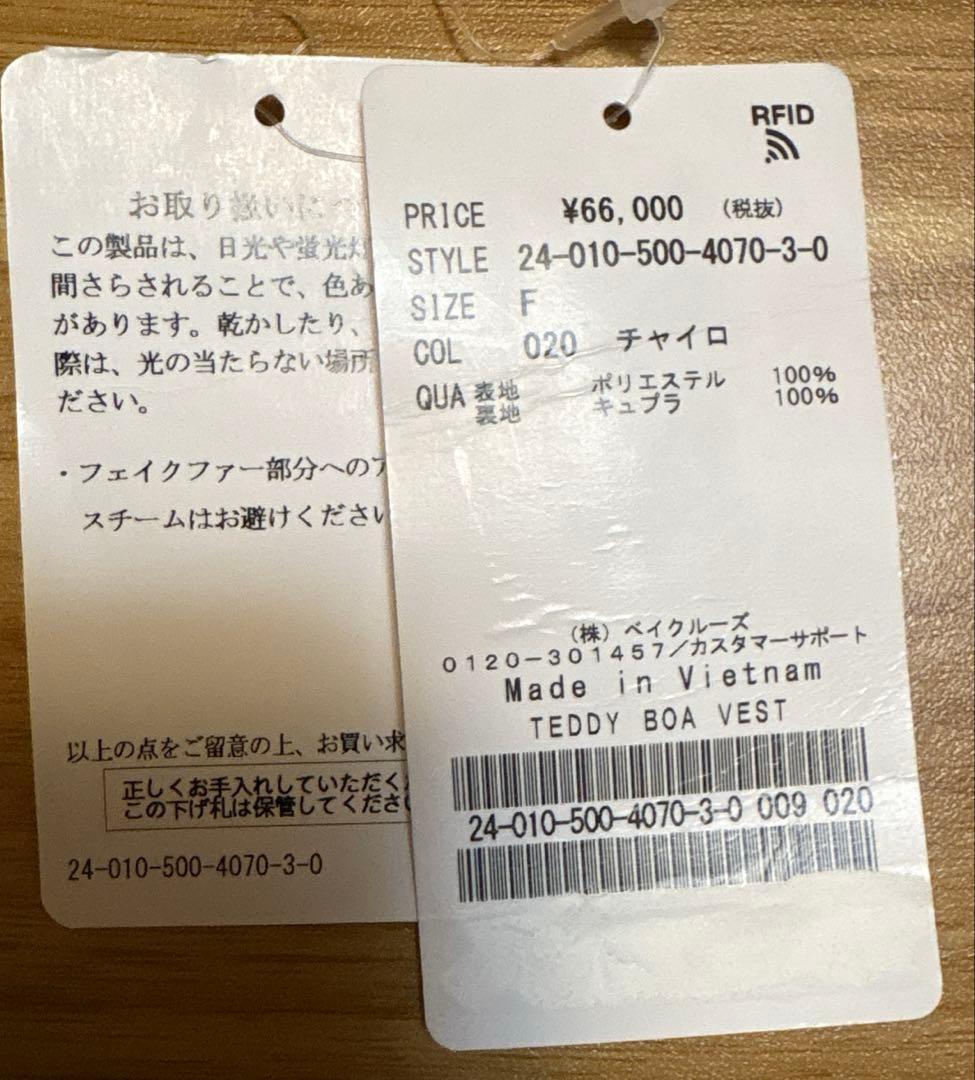 お取り扱いにつ
この製品は、日光や蛍光灯
間さらされることで、色あ
があります。乾かしたり、
際は、光の当たらない場所
ださい。
・フェイクファー部分へのア
スチームはお避けください
以上の点をご留意の上、お買い求
正しくお手入れしていただく
この下げ札は保管してくださ
24-010-500-4070-3-0
RFID
PRICE ¥66,000 (税抜)
STYLE 24-010-500-4070-3-0
SIZE F
COL 020 チャイロ
QUA 表地 ポリエステル 100%
裏地 キュプラ 100%
(株) ベイクルーズ
0120-301457/カスタマーサポート
Made in Vietnam
TEDDY BOA VEST
24-010-500-4070-3-0 009 020